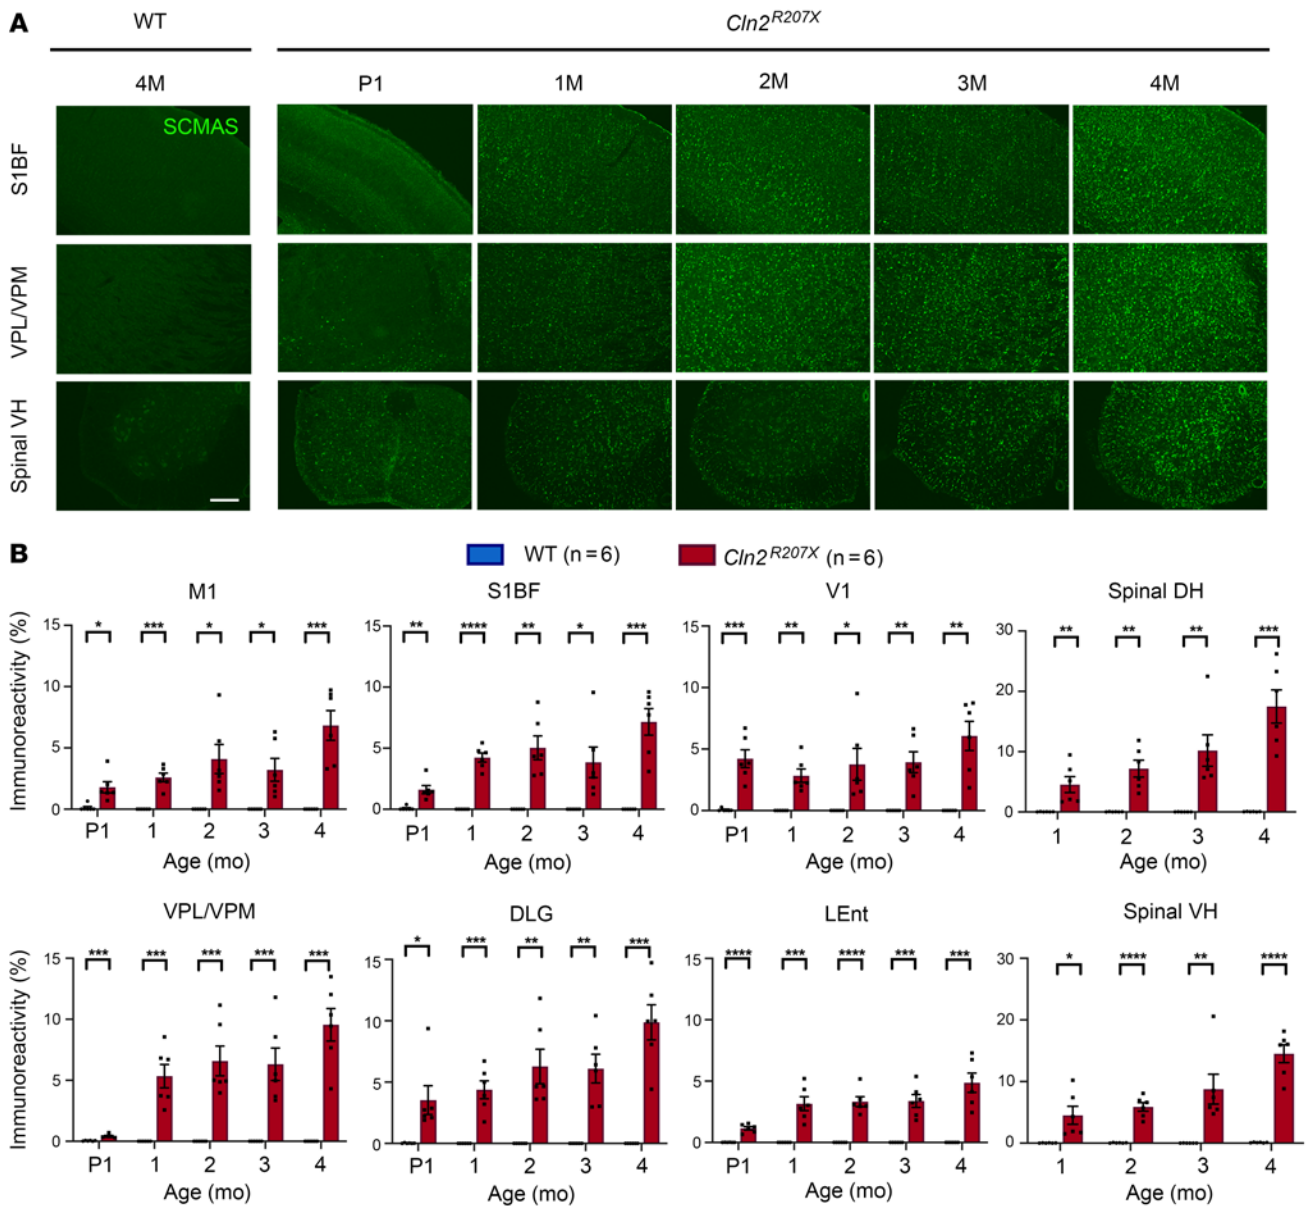 A
WT
Cln2 R207X
4M
P1
1M
2M
3M
4M
SCMAS
S1BF
VPL/VPM
Spinal VH
B
WT (n = 6)
Cln2 R207X (n = 6)
M1
S1BF
V1
Spinal DH
Immunoreactivity (%)
15
10
5
0
* *** * * ***
P1 1 2 3 4
Age (mo)
15
10
5
0
** **** ** * ***
P1 1 2 3 4
Age (mo)
15
10
5
0
*** ** * ** **
P1 1 2 3 4
Age (mo)
30
20
10
0
** ** ** ***
1 2 3 4
Age (mo)
VPL/VPM
DLG
LEnt
Spinal VH
Immunoreactivity (%)
15
10
5
0
*** *** *** *** ***
P1 1 2 3 4
Age (mo)
15
10
5
0
* *** ** ** ***
P1 1 2 3 4
Age (mo)
15
10
5
0
**** *** **** *** ***
P1 1 2 3 4
Age (mo)
30
20
10
0
* **** ** ****
1 2 3 4
Age (mo)